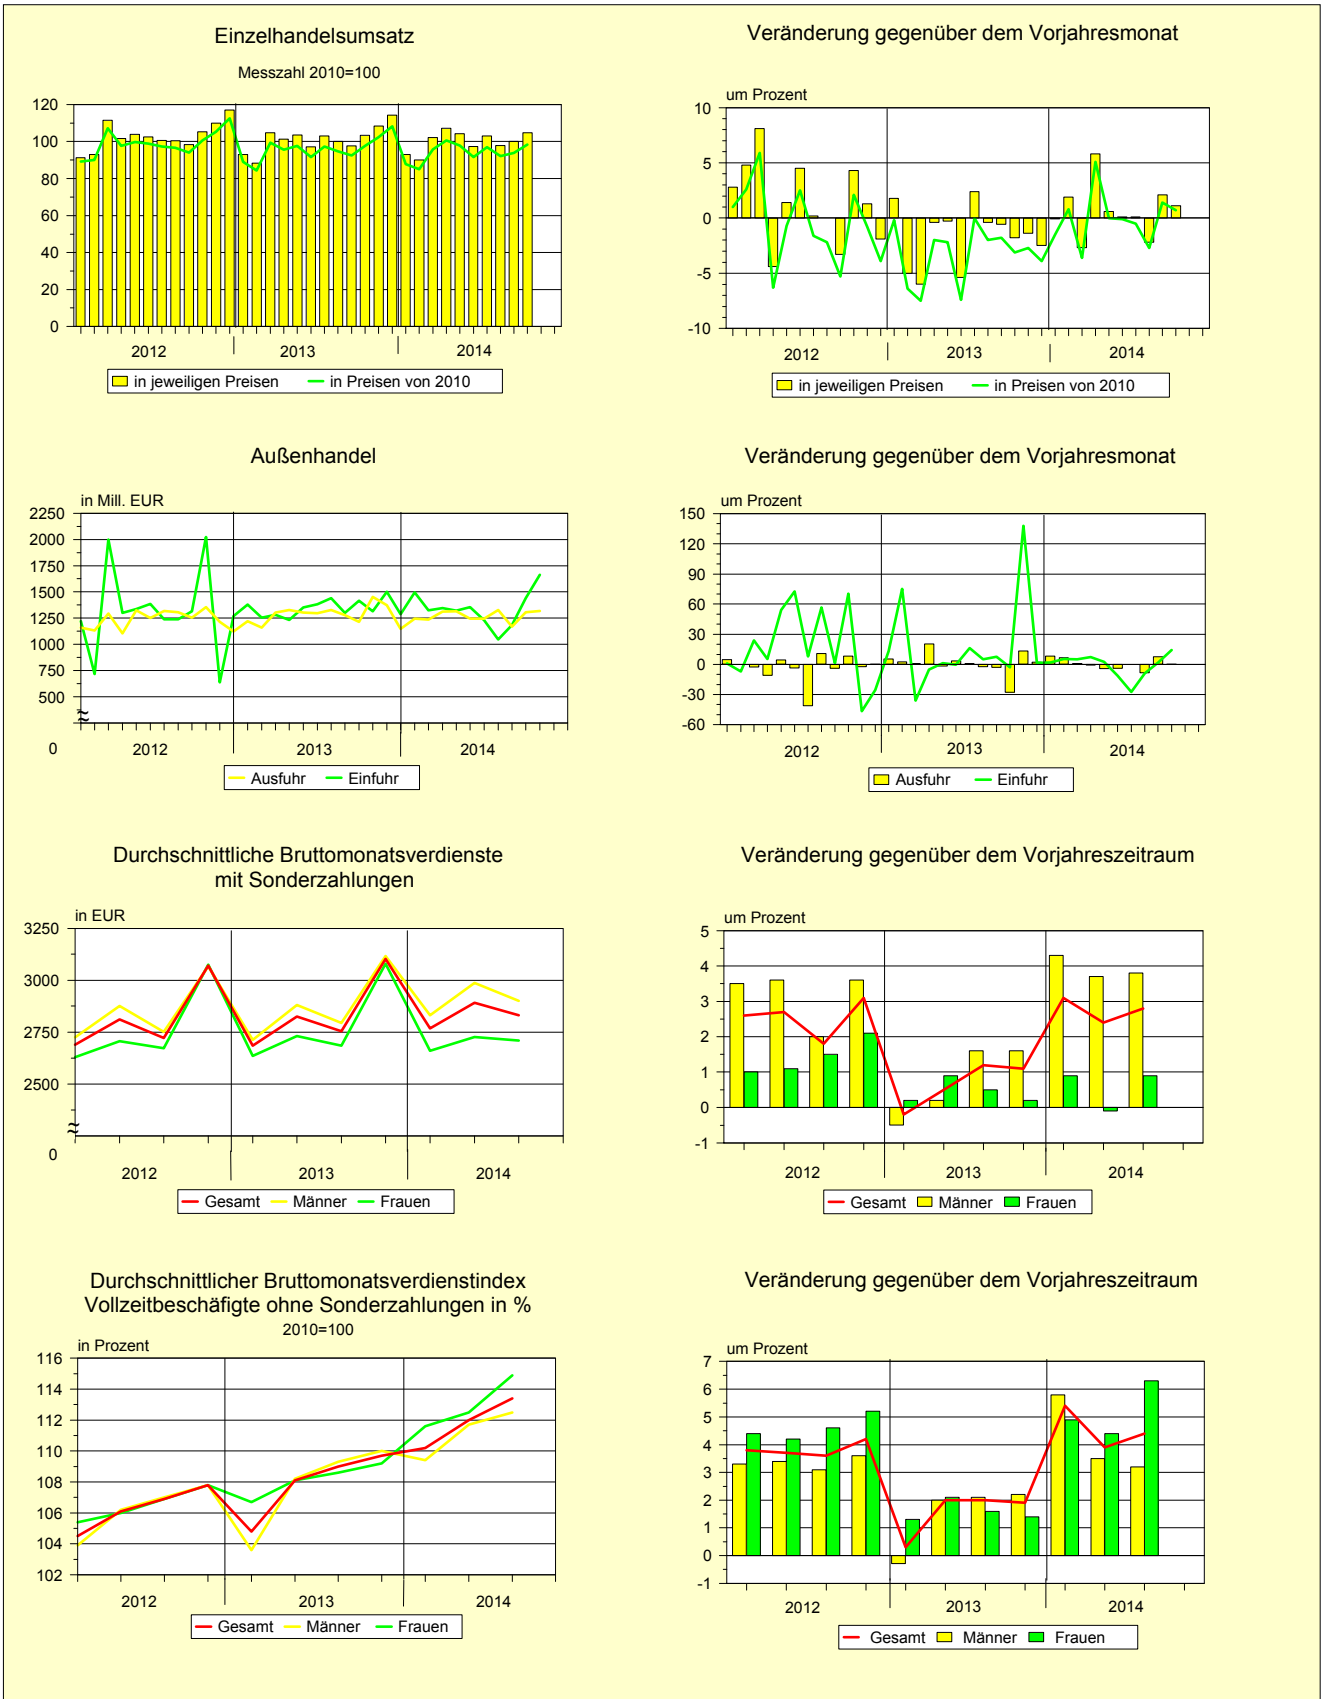 Einzelhandelsumsatz
Messzahl 2010=100
120
100
80
60
40
20
0
2012 2013 2014
in jeweiligen Preisen in Preisen von 2010
Veränderung gegenüber dem Vorjahresmonat
um Prozent
10
5
0
-5
-10
2012 2013 2014
in jeweiligen Preisen in Preisen von 2010
Außenhandel
in Mill. EUR
2250
2000
1750
1500
1250
1000
750
500
≈
0
2012 2013 2014
Ausfuhr Einfuhr
Veränderung gegenüber dem Vorjahresmonat
um Prozent
150
120
90
60
30
0
-30
-60
2012 2013 2014
Ausfuhr Einfuhr
Durchschnittliche Bruttomonatsverdienste
mit Sonderzahlungen
in EUR
3250
3000
2750
2500
≈
0
2012 2013 2014
Gesamt Männer Frauen
Veränderung gegenüber dem Vorjahreszeitraum
um Prozent
5
4
3
2
1
0
-1
2012 2013 2014
Gesamt Männer Frauen
Durchschnittlicher Bruttomonatsverdienstindex
Vollzeitbeschäfigte ohne Sonderzahlungen in %
2010=100
in Prozent
116
114
112
110
108
106
104
102
2012 2013 2014
Gesamt Männer Frauen
Veränderung gegenüber dem Vorjahreszeitraum
um Prozent
7
6
5
4
3
2
1
0
-1
2012 2013 2014
Gesamt Männer Frauen